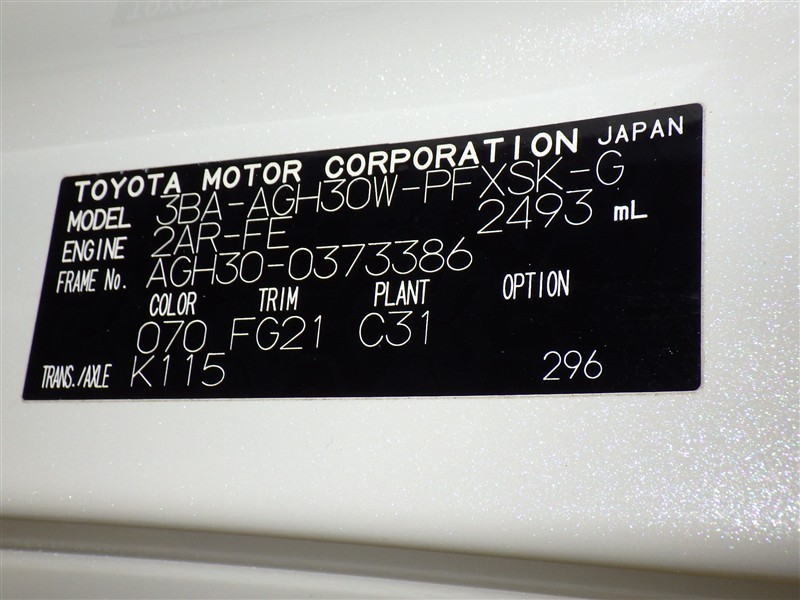 TOYOTA MOTOR CORPORATION JAPAN
MODEL 3BA-AGH30W-PFXSK-G
ENGINE 2AR-FE 2493 mL
FRAME No. AGH30-0373386
COLOR TRIM PLANT OPTION
070 FG21 C31
TRANS./AXLE K115 296